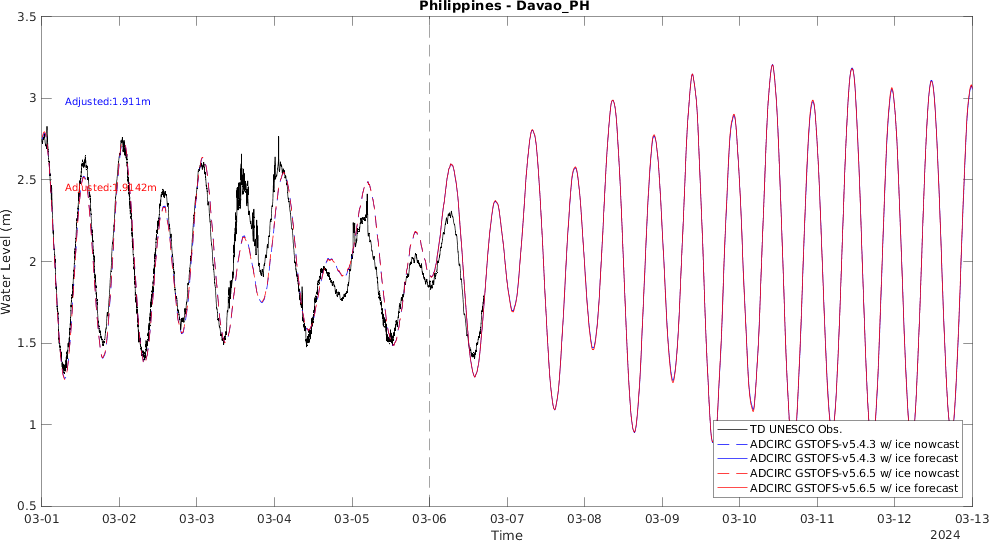 Philippines - Davao_PH
3.5
3
2.5
2
1.5
1
0.5
Water Level (m)
Adjusted:1.911m
Adjusted:1.9142m
TD UNESCO Obs.
ADCIRC GSTOFS-v5.4.3 w/ ice nowcast
ADCIRC GSTOFS-v5.4.3 w/ ice forecast
ADCIRC GSTOFS-v5.6.5 w/ ice nowcast
ADCIRC GSTOFS-v5.6.5 w/ ice forecast
03-01 03-02 03-03 03-04 03-05 03-06 03-07 03-08 03-09 03-10 03-11 03-12 03-13
Time
2024